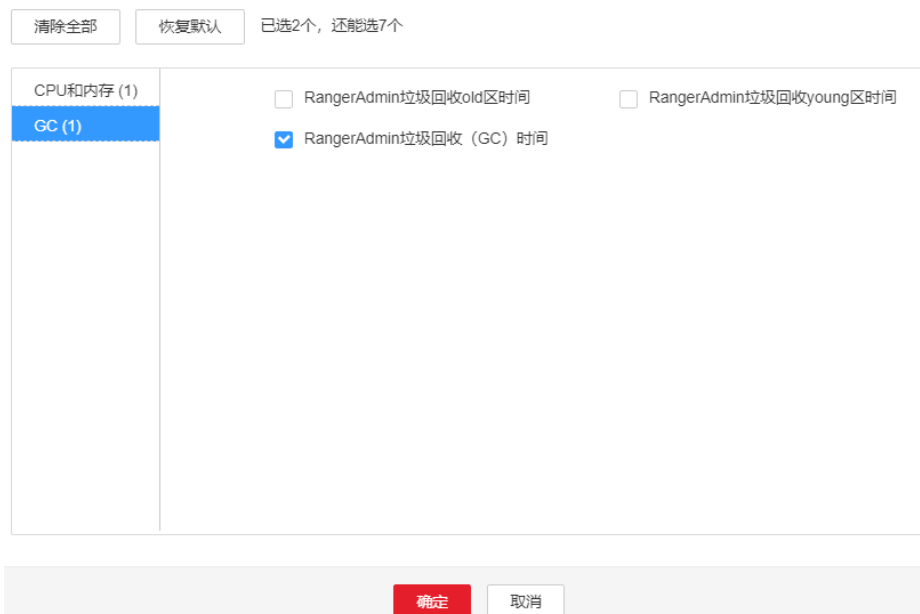 清除全部 恢复默认 已选2个，还能选7个
CPU和内存 (1)
GC (1)
RangerAdmin垃圾回收old区时间 RangerAdmin垃圾回收young区时间
RangerAdmin垃圾回收（GC）时间
确定 取消